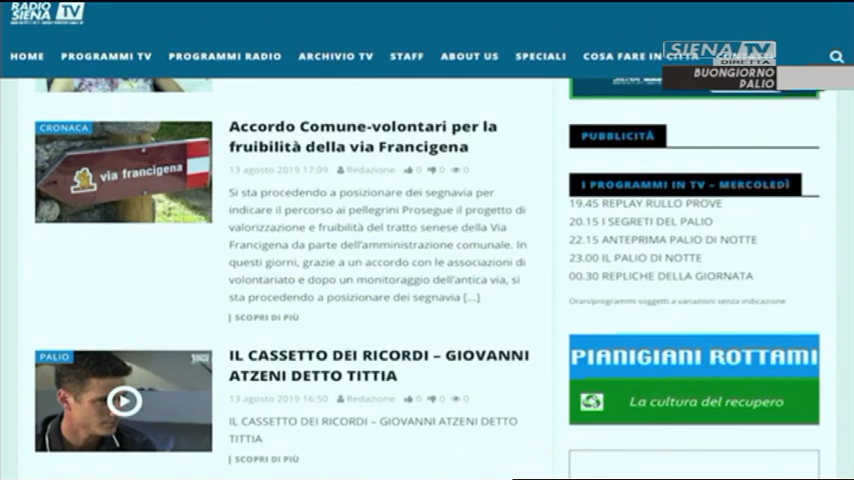 RADIO
SIENA TV
HOME PROGRAMMI TV PROGRAMMI RADIO ARCHIVIO TV STAFF ABOUT US SPECIALI COSA FARE IN CITTÀ
SIENA TV
DIRETTA
BUONGIORNO
PALIO
CRONACA
via francigena
Accordo Comune-volontari per la
fruibilità della via Francigena
13 agosto 2019 17:09 Redazione 0 0 0
Si sta procedendo a posizionare dei segnavia per
indicare il percorso ai pellegrini Prosegue il progetto di
valorizzazione e fruibilità del tratto senese della Via
Francigena da parte dell'amministrazione comunale. In
questi giorni, grazie a un accordo con le associazioni di
volontariato e dopo un monitoraggio dell'antica via, si
sta procedendo a posizionare dei segnavia [...]
| SCOPRI DI PIÙ
PALIO
IL CASSETTO DEI RICORDI – GIOVANNI
ATZENI DETTO TITTIA
13 agosto 2019 16:50 Redazione 0 0 0
IL CASSETTO DEI RICORDI – GIOVANNI ATZENI DETTO
TITTIA
| SCOPRI DI PIÙ
PUBBLICITÀ
I PROGRAMMI IN TV – MERCOLEDÌ
19.45 REPLAY RULLO PROVE
20.15 I SEGRETI DEL PALIO
22.15 ANTEPRIMA PALIO DI NOTTE
23.00 IL PALIO DI NOTTE
00.30 REPLICHE DELLA GIORNATA
Orari/programmi soggetti a variazioni senza indicazione
PIANIGIANI ROTTAMI
La cultura del recupero